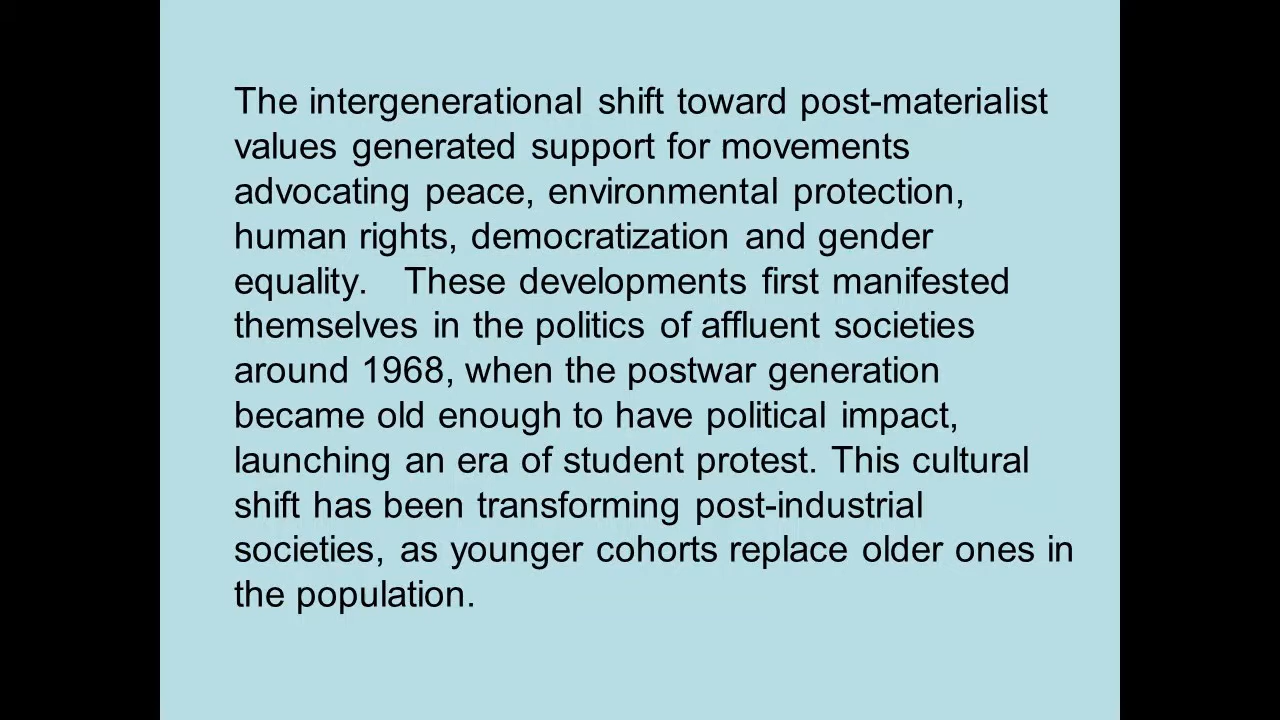 The intergenerational shift toward post-materialist
values generated support for movements
advocating peace, environmental protection,
human rights, democratization and gender
equality.   These developments first manifested
themselves in the politics of affluent societies
around 1968, when the postwar generation
became old enough to have political impact,
launching an era of student protest. This cultural
shift has been transforming post-industrial
societies, as younger cohorts replace older ones in
the population.